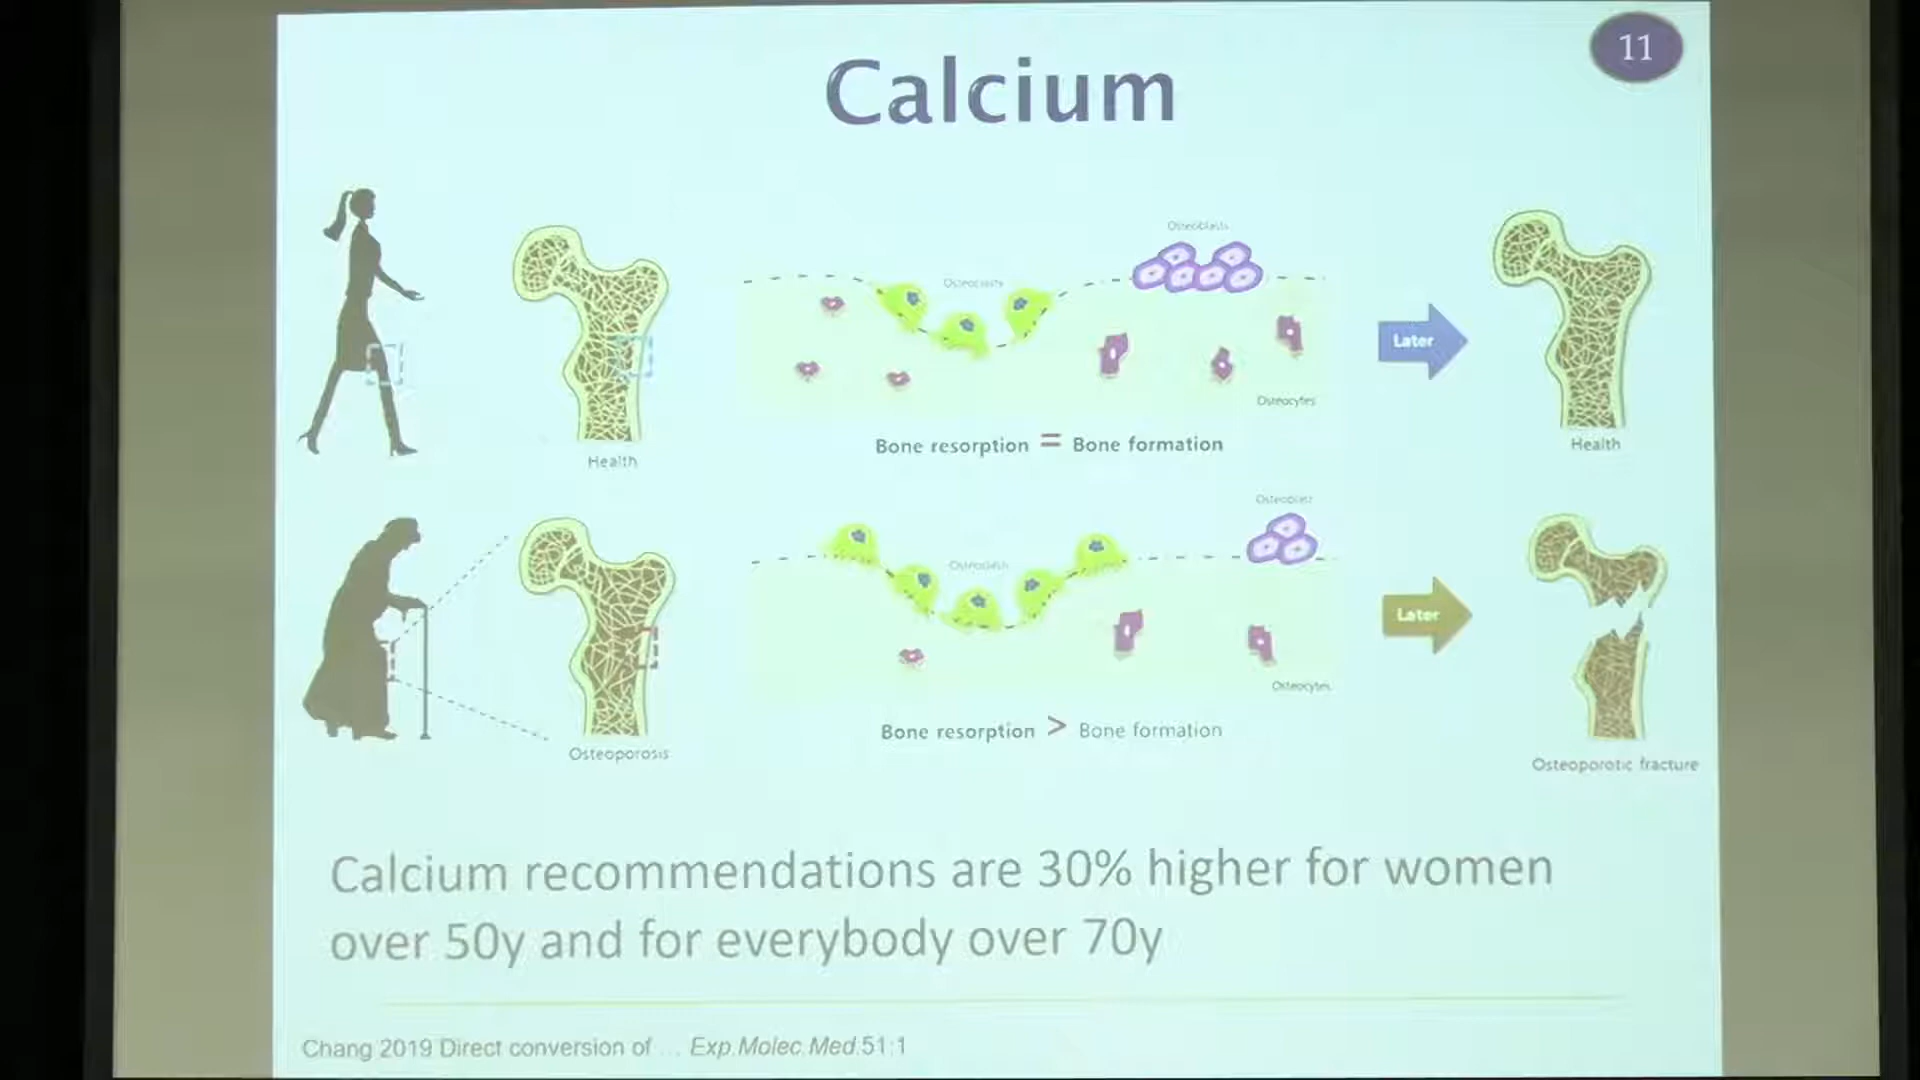 11
Calcium
Osteoblasts
Osteoclasts
Later
Osteocytes
Bone resorption = Bone formation
Health
Health
Osteoblast
Osteoclasts
Later
Osteocytes
Bone resorption > Bone formation
Osteoporosis
Osteoporotic fracture
Calcium recommendations are 30% higher for women
over 50y and for everybody over 70y
Chang 2019 Direct conversion of ... Exp.Molec.Med.51:1